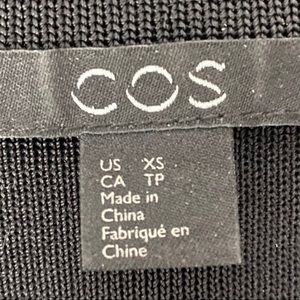 COS
US XS
CA TP
Made in
China
Fabriqué en
Chine